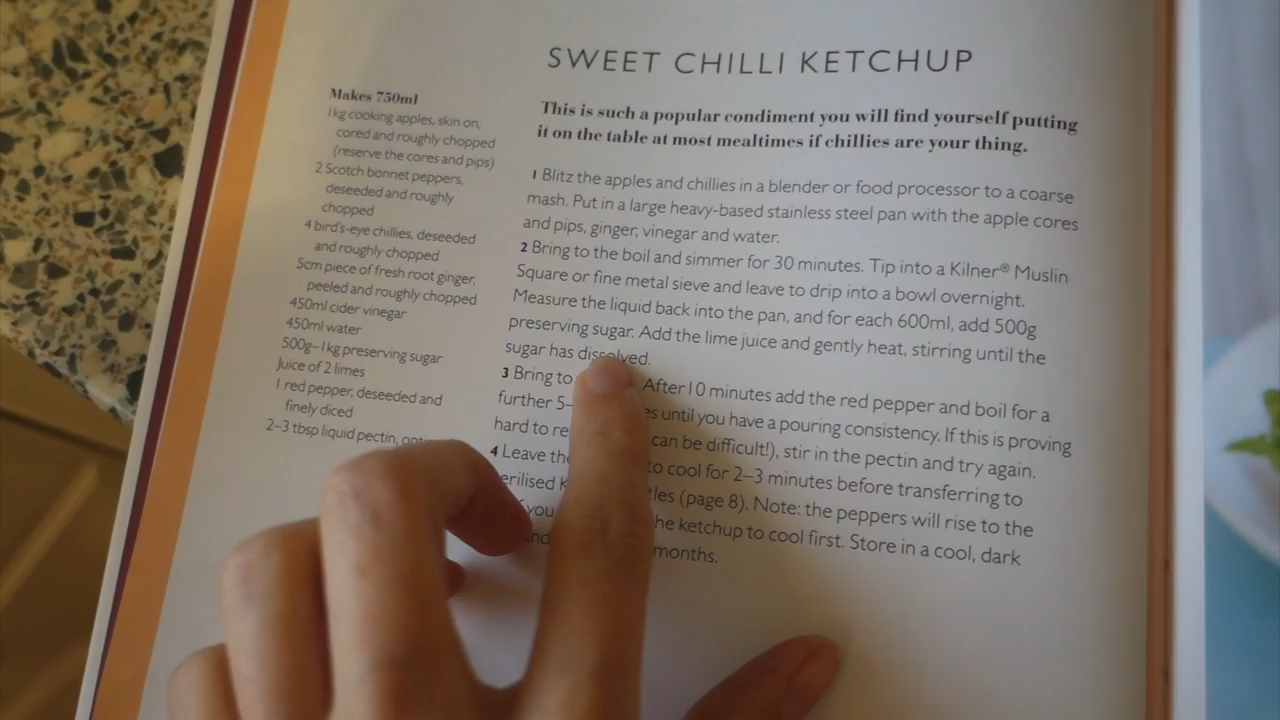 SWEET CHILLI KETCHUP
Makes 750ml
1kg cooking apples, skin on,
cored and roughly chopped
(reserve the cores and pips)
2 Scotch bonnet peppers,
deseeded and roughly
chopped
4 bird's-eye chillies, deseeded
and roughly chopped
5cm piece of fresh root ginger,
peeled and roughly chopped
450ml cider vinegar
450ml water
500g–1kg preserving sugar
Juice of 2 limes
1 red pepper, deseeded and
finely diced
2–3 tbsp liquid pectin,
This is such a popular condiment you will find yourself putting
it on the table at most mealtimes if chillies are your thing.
1 Blitz the apples and chillies in a blender or food processor to a coarse
mash. Put in a large heavy-based stainless steel pan with the apple cores
and pips, ginger, vinegar and water.
2 Bring to the boil and simmer for 30 minutes. Tip into a Kilner® Muslin
Square or fine metal sieve and leave to drip into a bowl overnight.
Measure the liquid back into the pan, and for each 600ml, add 500g
preserving sugar. Add the lime juice and gently heat, stirring until the
sugar has dissolved.
3 Bring to After 10 minutes add the red pepper and boil for a
further 5– until you have a pouring consistency. If this is proving
hard to can be difficult!), stir in the pectin and try again.
4 Leave to cool for 2–3 minutes before transferring to
(page 8). Note: the peppers will rise to the
you ketchup to cool first. Store in a cool, dark
months.